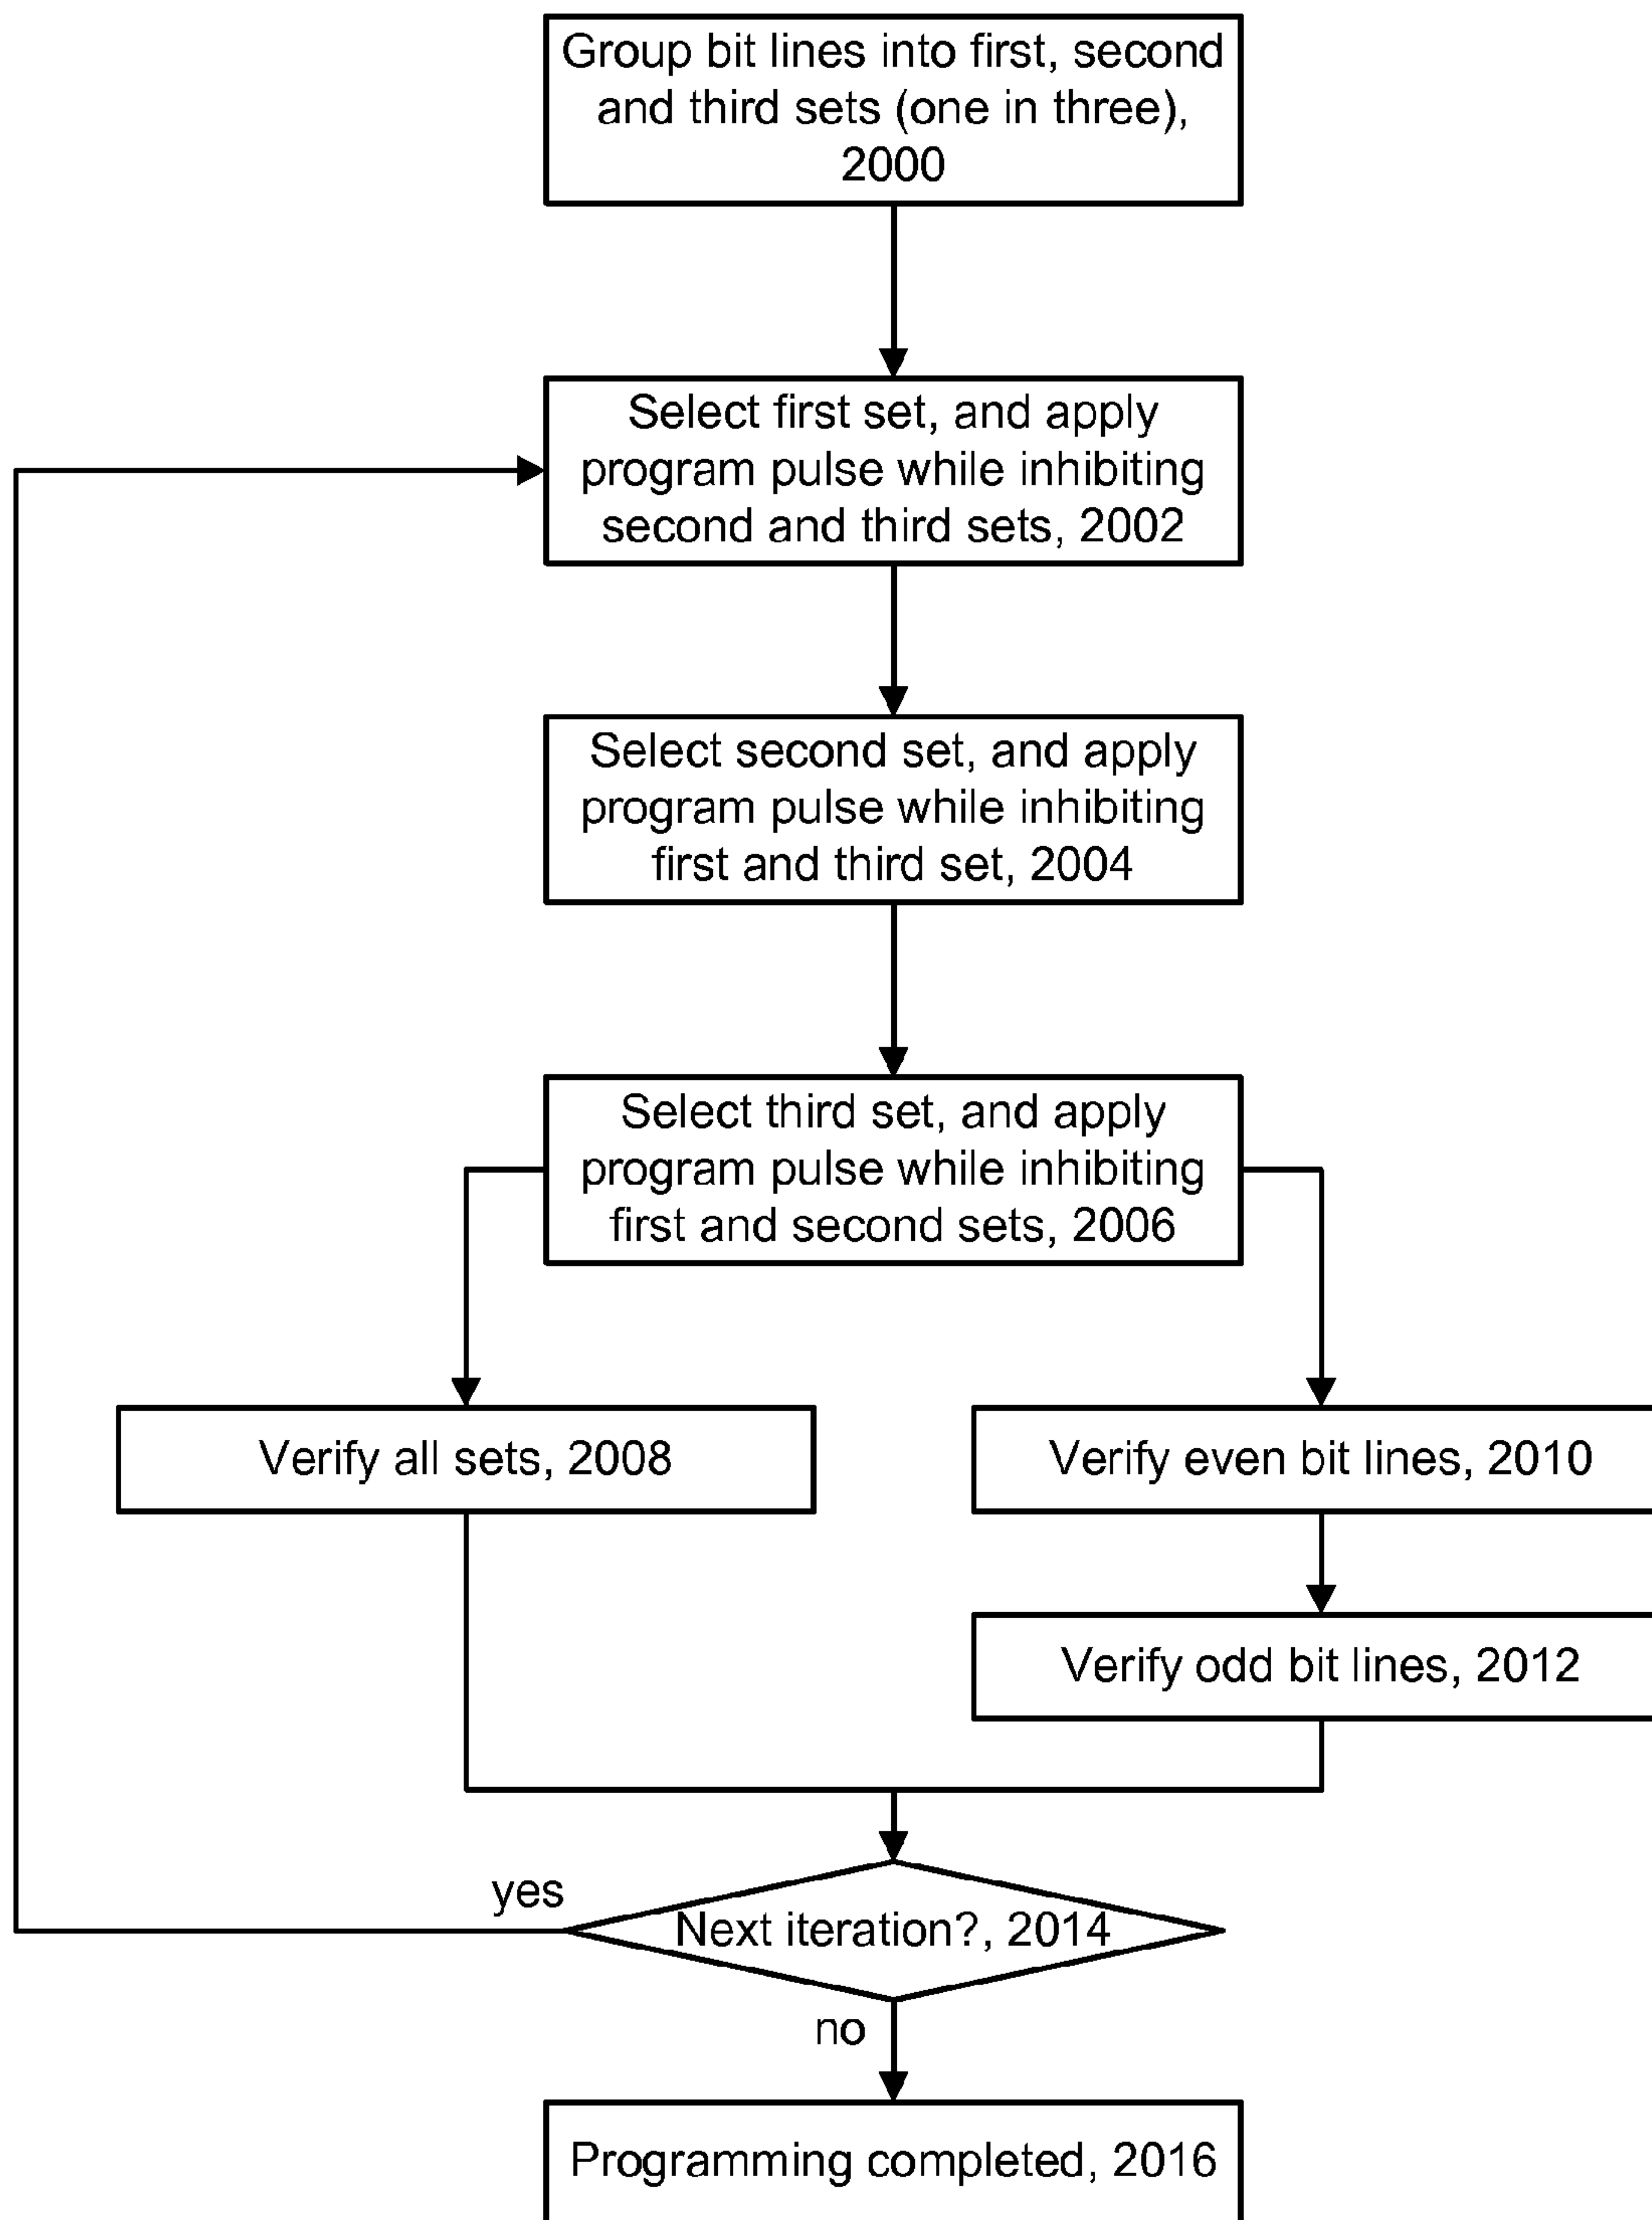 Group bit lines into first, second
and third sets (one in three),
2000
Select first set, and apply
program pulse while inhibiting
second and third sets, 2002
Select second set, and apply
program pulse while inhibiting
first and third set, 2004
Select third set, and apply
program pulse while inhibiting
first and second sets, 2006
Verify all sets, 2008
Verify even bit lines, 2010
Verify odd bit lines, 2012
yes
Next iteration?, 2014
no
Programming completed, 2016